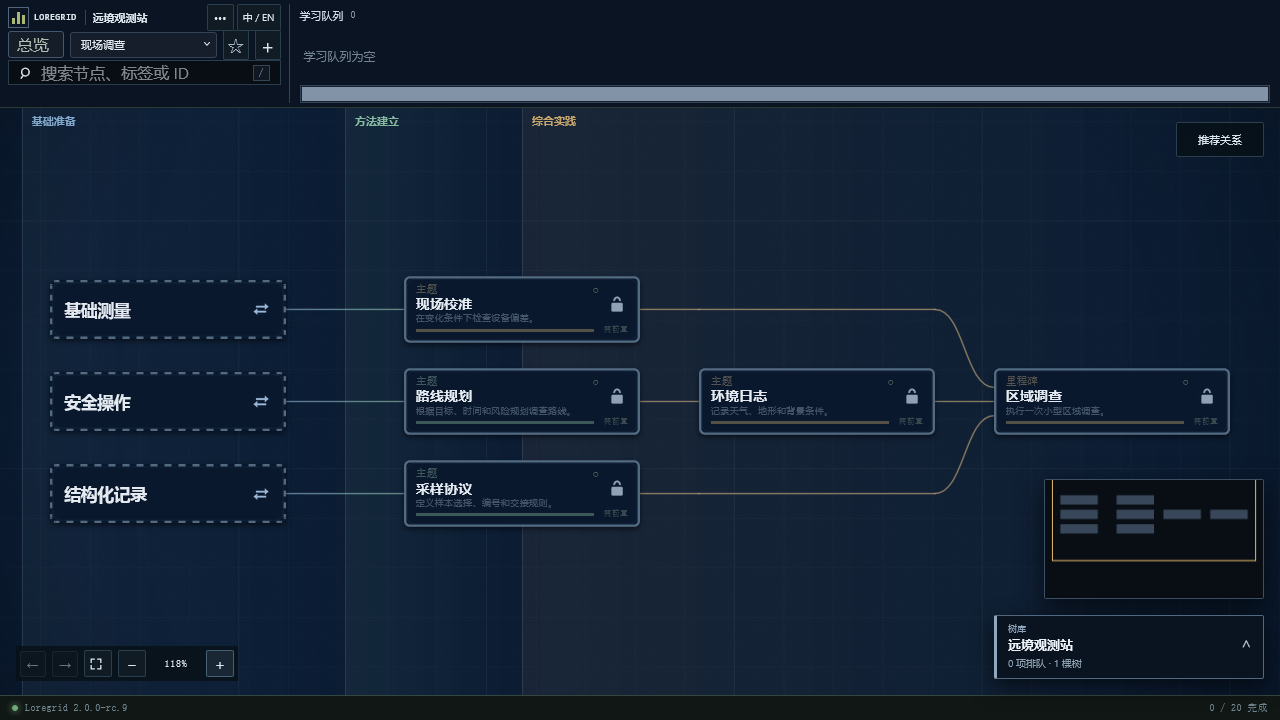 LOREGRID 远境观测站
•••
中 / EN
总览
现场调查
搜索节点、标签或 ID
/
学习队列 0
学习队列为空
基础准备
方法建立
综合实践
推荐关系
基础测量
安全操作
结构化记录
主题
现场校准
在变化条件下检查设备偏差。
主题
路线规划
根据目标、时间和风险规划调查路线。
主题
采样协议
定义样本选择、编号和交接规则。
主题
环境日志
记录天气、地形和背景条件。
里程碑
区域调查
执行一次小型区域调查。
树库
远境观测站
0 项排队 · 1 棵树
118%
Loregrid 2.0.0-rc.9
0 / 20 完成